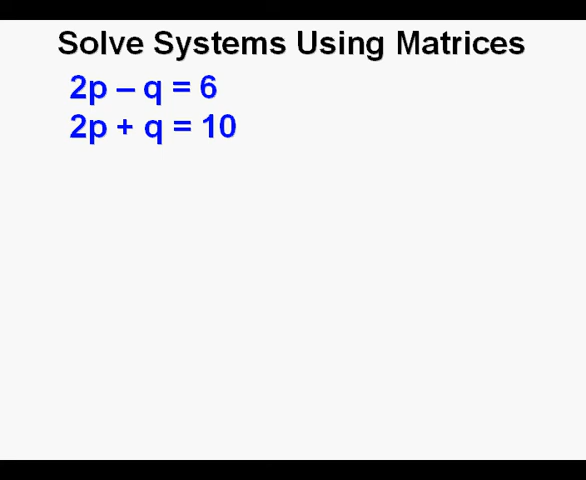 Solve Systems Using Matrices
2p – q = 6
2p + q = 10